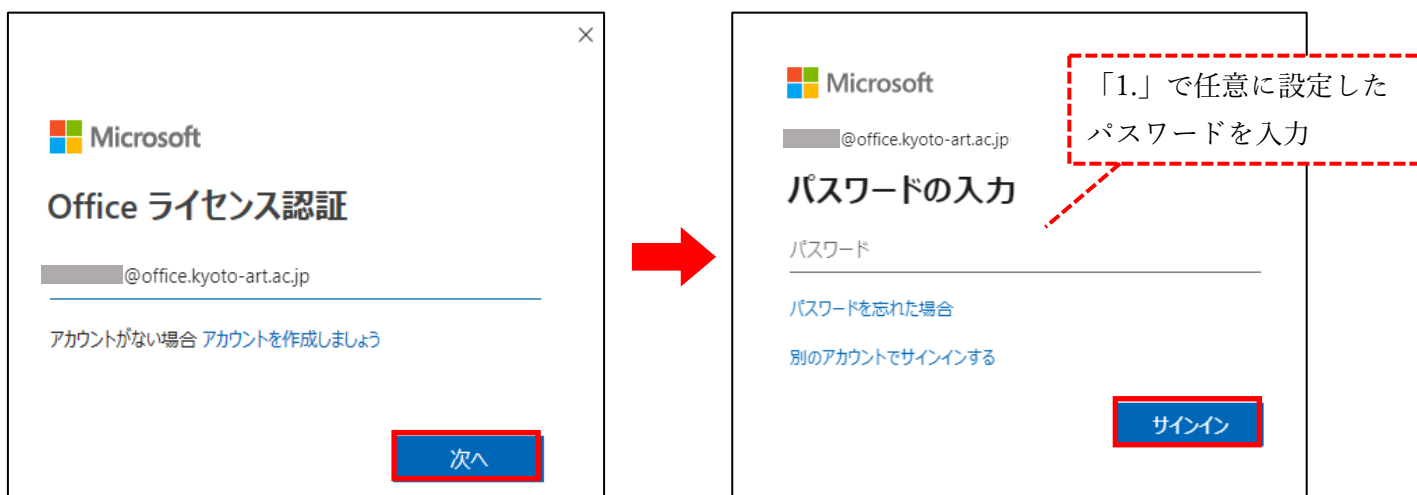 Microsoft
Office ライセンス認証
@office.kyoto-art.ac.jp
アカウントがない場合 アカウントを作成しましょう
次へ
Microsoft
@office.kyoto-art.ac.jp
パスワードの入力
パスワード
パスワードを忘れた場合
別のアカウントでサインインする
サインイン
「1.」で任意に設定した
パスワードを入力